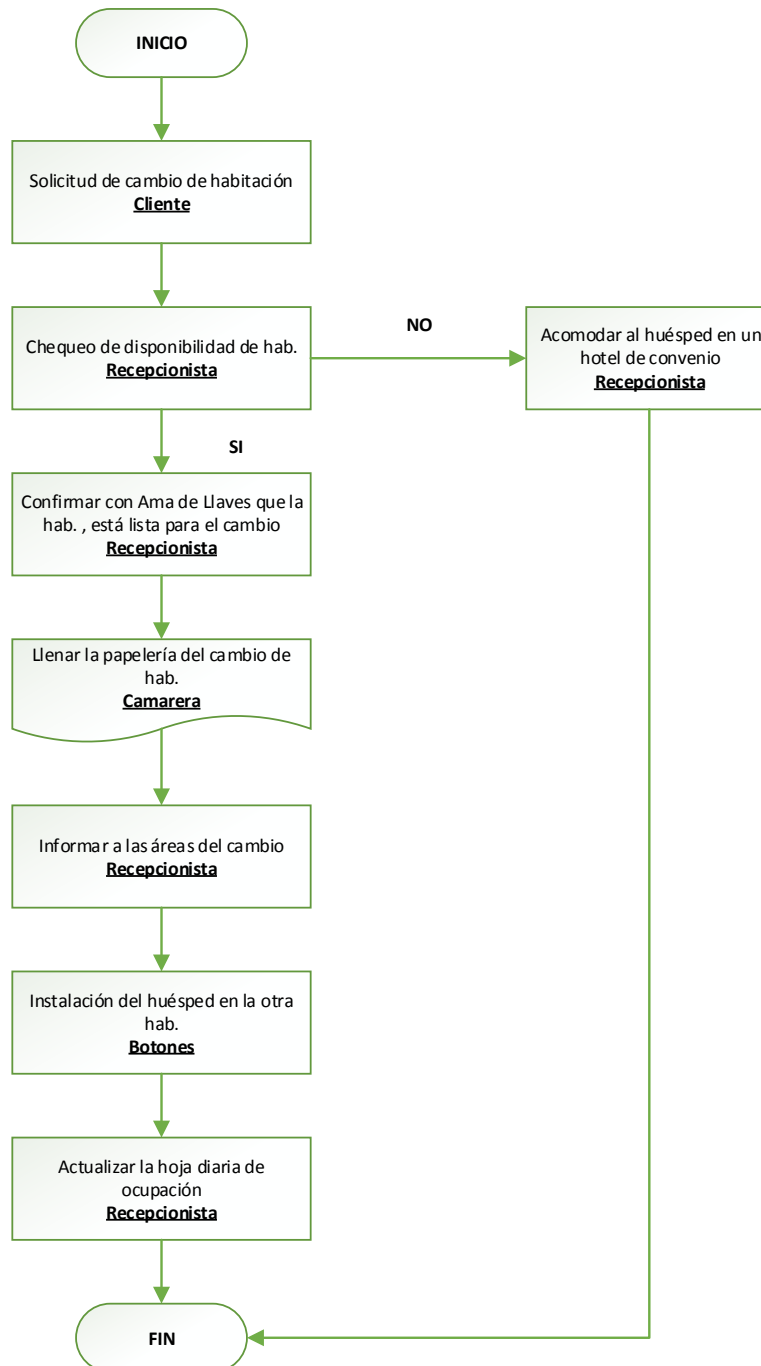 INICIO
Solicitud de cambio de habitación
Cliente
Chequeo de disponibilidad de hab.
Recepcionista
NO
Acomodar al huésped en un
hotel de convenio
Recepcionista
SI
Confirmar con Ama de Llaves que la
hab. , está lista para el cambio
Recepcionista
Llenar la papelería del cambio de
hab.
Camarera
Informar a las áreas del cambio
Recepcionista
Instalación del huésped en la otra
hab.
Botones
Actualizar la hoja diaria de
ocupación
Recepcionista
FIN